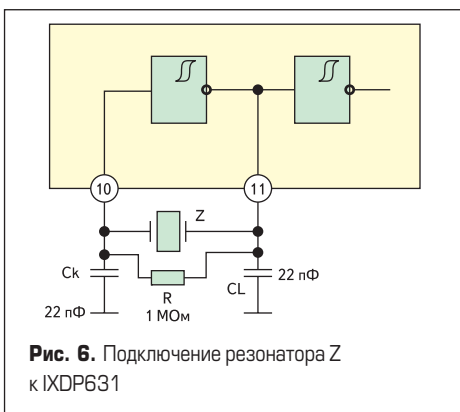 10
11
Z
Ck
22 пФ
R
1 МОм
CL
22 пФ
Рис. 6. Подключение резонатора Z
к IXDP631